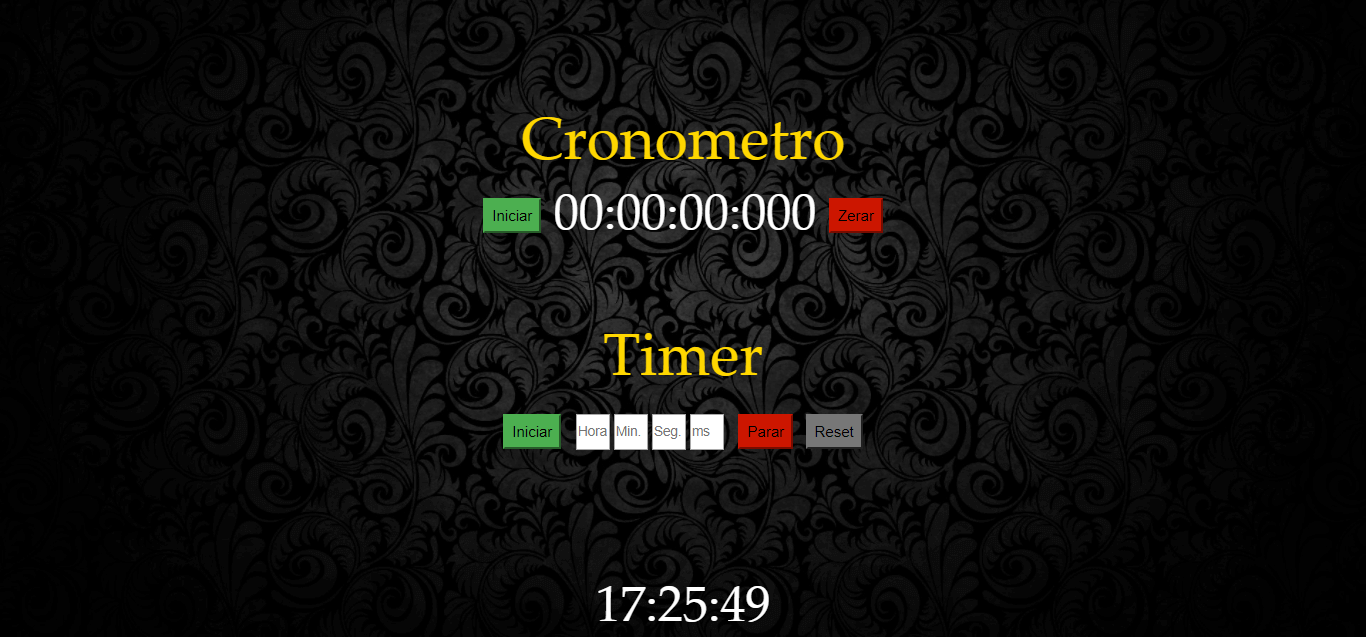 Cronometro
Iniciar 00:00:00:000 Zerar
Timer
Iniciar Hora Min. Seg. ms Parar Reset
17:25:49